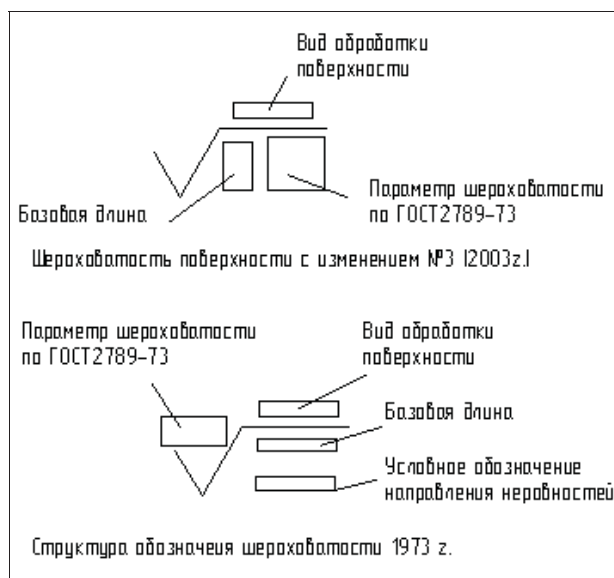 Вид обработки
поверхности
Базовая длина
Параметр шероховатости
по ГОСТ2789-73
Шероховатость поверхности с изменением №3 (2003г.)
Параметр шероховатости
по ГОСТ2789-73
Вид обработки
поверхности
Базовая длина
Условное обозначение
направления неровностей
Структура обозначеия шероховатости 1973 г.